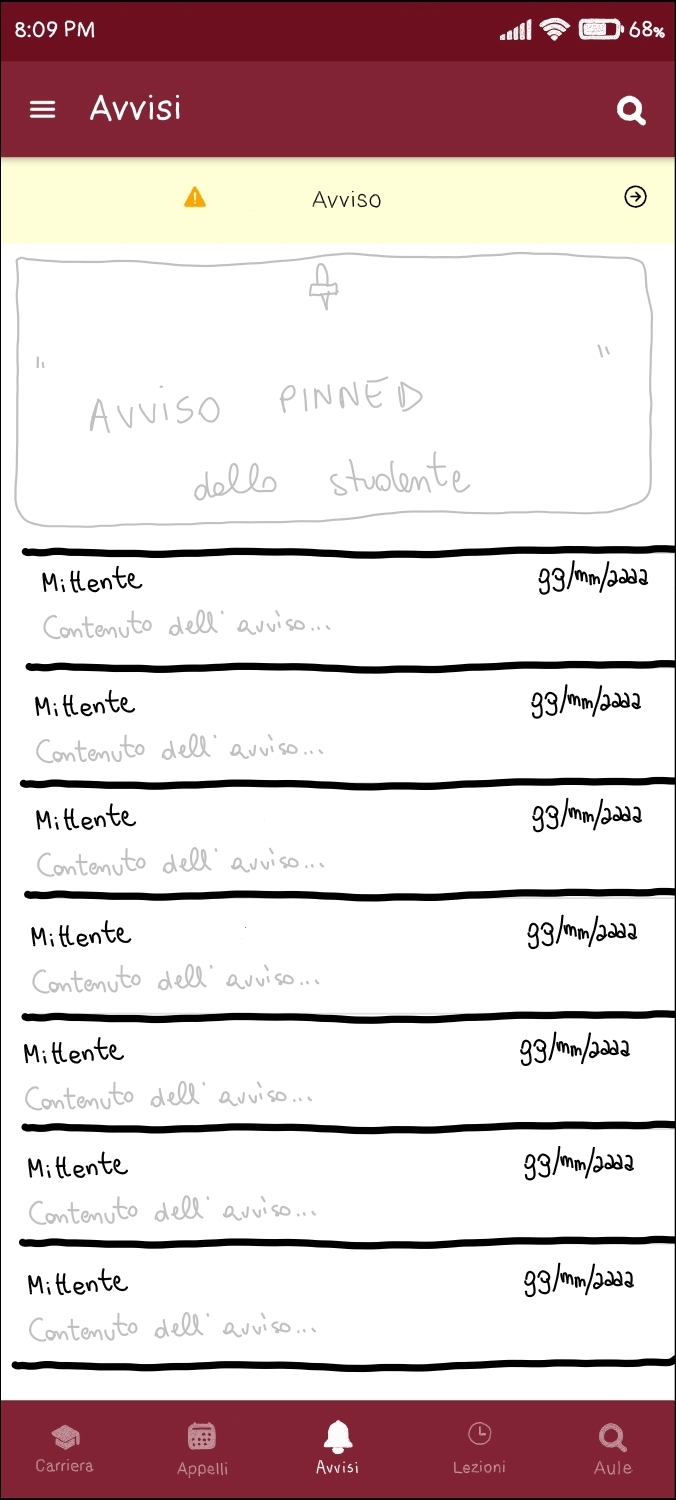 8:09 PM 68%
Avvisi
Avviso
" "
AVVISO PINNED
dello studente
Mittente gg/mm/aaaa
Contenuto dell' avviso...
Mittente gg/mm/aaaa
Contenuto dell' avviso...
Mittente gg/mm/aaaa
Contenuto dell' avviso...
Mittente gg/mm/aaaa
Contenuto dell' avviso...
Mittente gg/mm/aaaa
Contenuto dell' avviso...
Mittente gg/mm/aaaa
Contenuto dell' avviso...
Mittente gg/mm/aaaa
Contenuto dell' avviso...
Carriera Appelli Avvisi Lezioni Aule